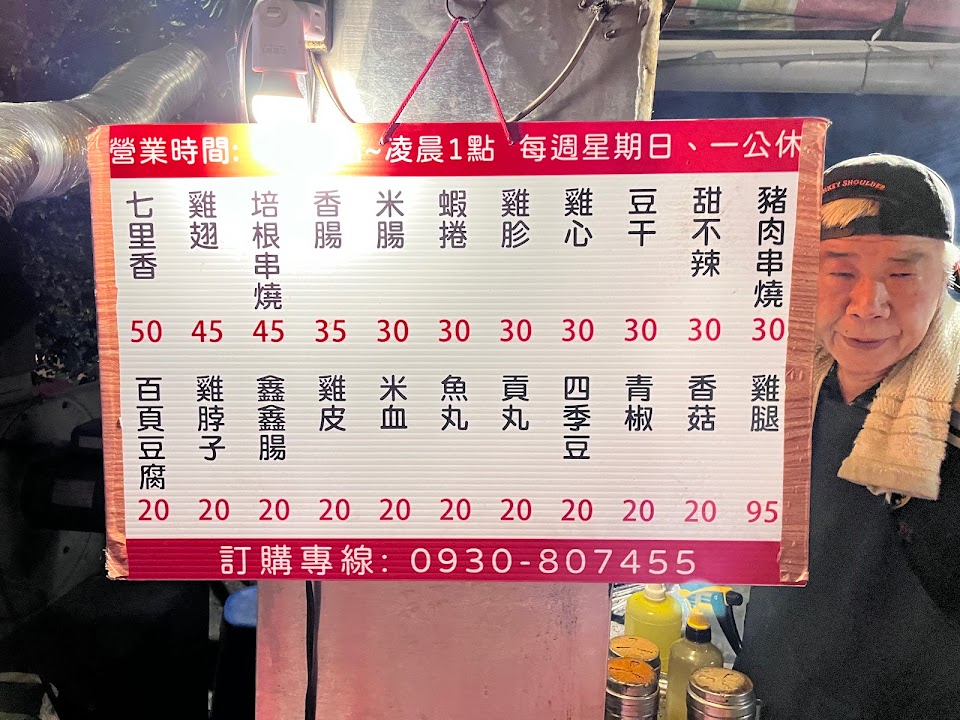 營業時間: ~凌晨1點 每週星期日、一公休
七里香 雞翅 培根串燒 香腸 米腸 蝦捲 雞胗 雞心 豆干 甜不辣 豬肉串燒
50 45 45 35 30 30 30 30 30 30 30
百頁豆腐 雞脖子 鑫鑫腸 雞皮 米血 魚丸 貢丸 四季豆 青椒 香菇 雞腿
20 20 20 20 20 20 20 20 20 20 95
訂購專線: 0930-807455
KEY SHOULDER